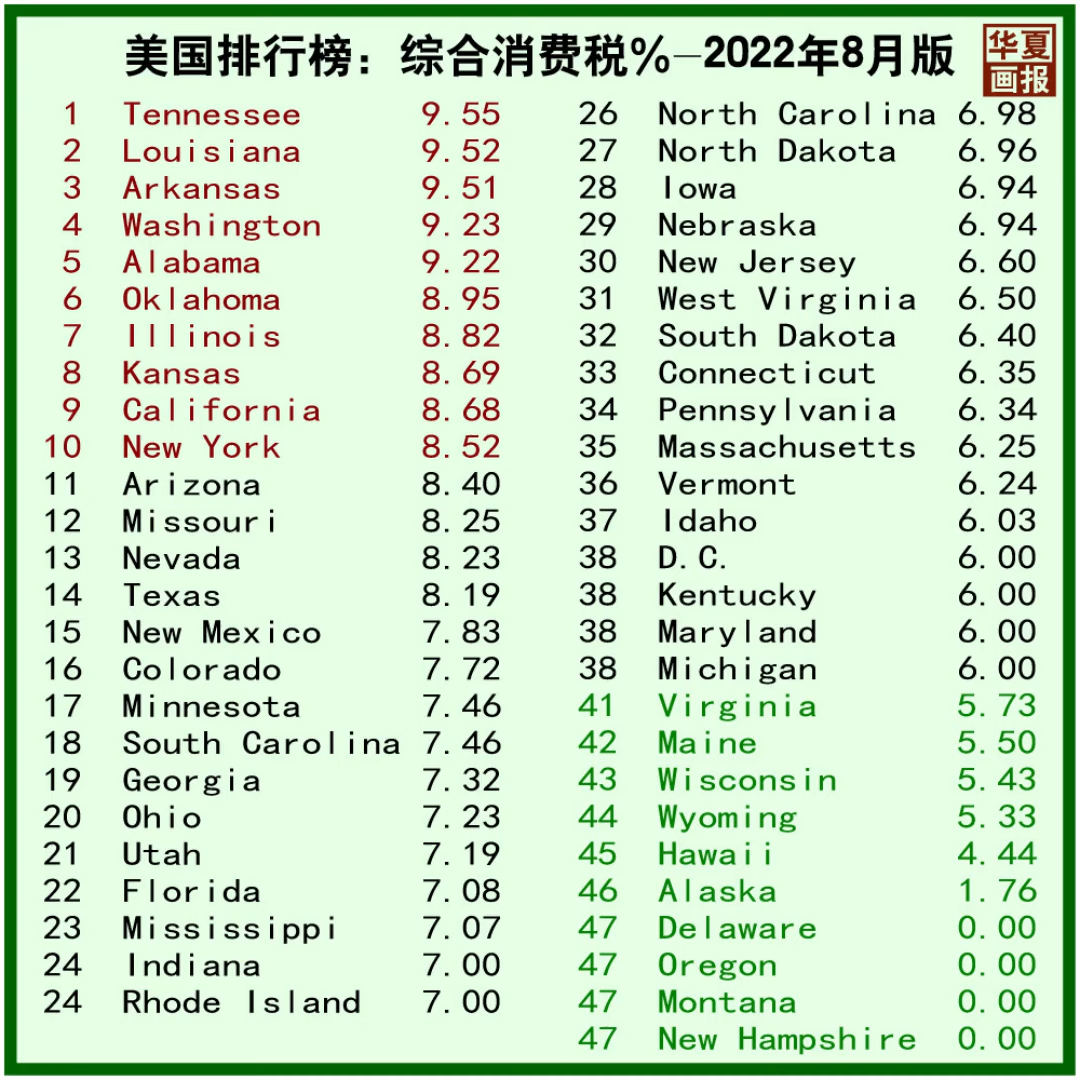 美国排行榜：综合消费税%—2022年8月版
华夏
画报
1 Tennessee 9.55
2 Louisiana 9.52
3 Arkansas 9.51
4 Washington 9.23
5 Alabama 9.22
6 Oklahoma 8.95
7 Illinois 8.82
8 Kansas 8.69
9 California 8.68
10 New York 8.52
11 Arizona 8.40
12 Missouri 8.25
13 Nevada 8.23
14 Texas 8.19
15 New Mexico 7.83
16 Colorado 7.72
17 Minnesota 7.46
18 South Carolina 7.46
19 Georgia 7.32
20 Ohio 7.23
21 Utah 7.19
22 Florida 7.08
23 Mississippi 7.07
24 Indiana 7.00
24 Rhode Island 7.00
26 North Carolina 6.98
27 North Dakota 6.96
28 Iowa 6.94
29 Nebraska 6.94
30 New Jersey 6.60
31 West Virginia 6.50
32 South Dakota 6.40
33 Connecticut 6.35
34 Pennsylvania 6.34
35 Massachusetts 6.25
36 Vermont 6.24
37 Idaho 6.03
38 D.C. 6.00
38 Kentucky 6.00
38 Maryland 6.00
38 Michigan 6.00
41 Virginia 5.73
42 Maine 5.50
43 Wisconsin 5.43
44 Wyoming 5.33
45 Hawaii 4.44
46 Alaska 1.76
47 Delaware 0.00
47 Oregon 0.00
47 Montana 0.00
47 New Hampshire 0.00